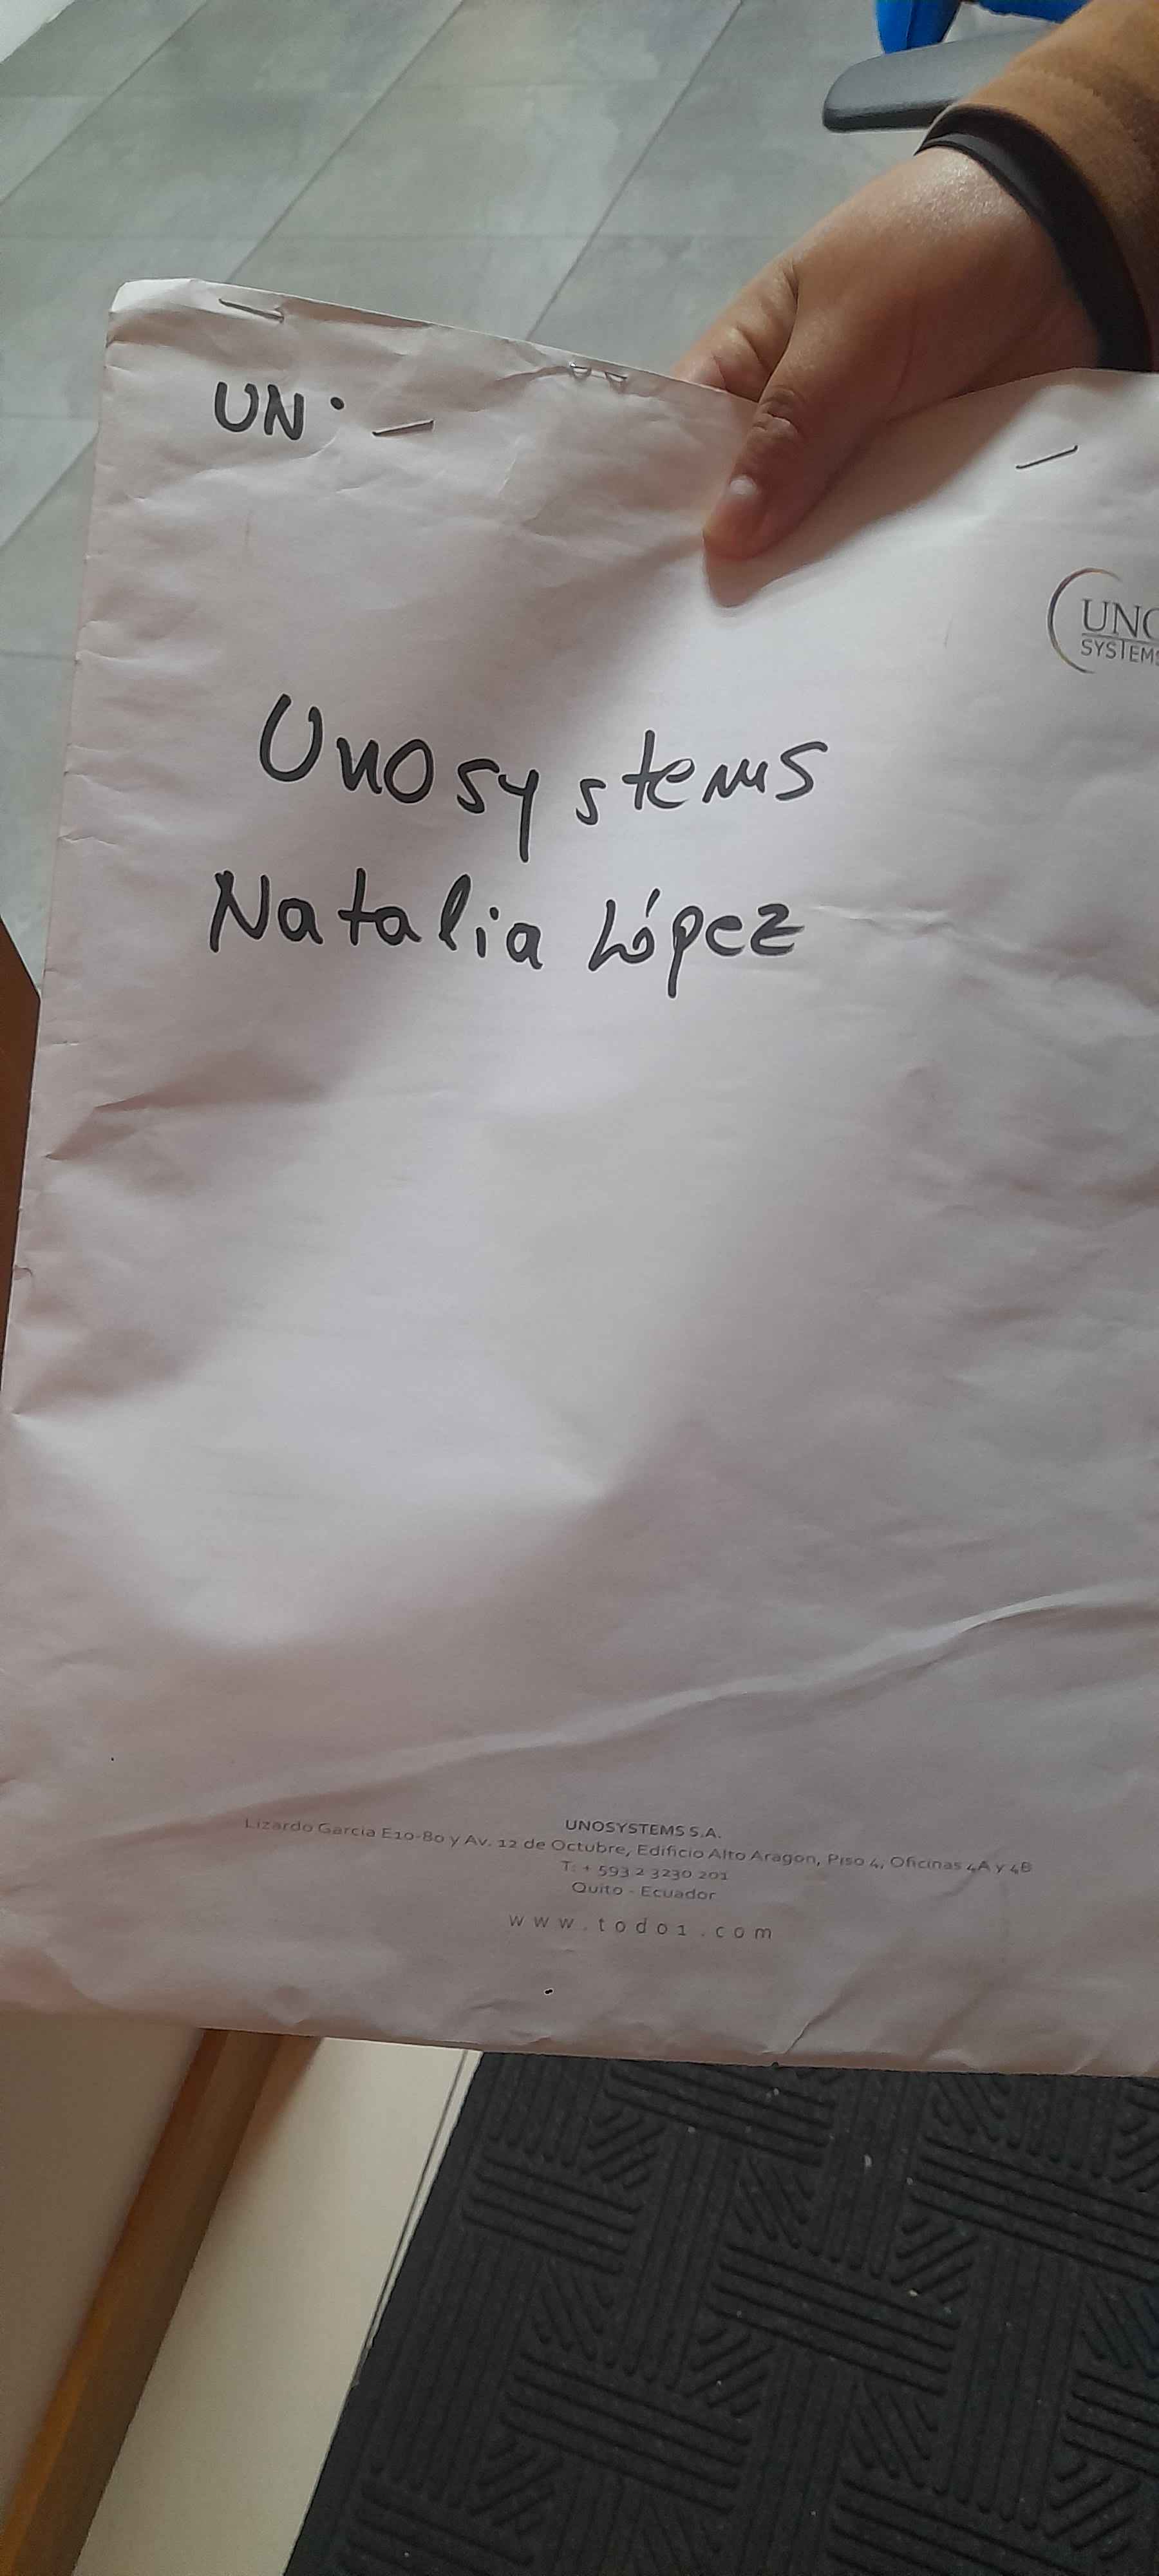 UN.
UNO
SYSTEMS
Unosystems
Natalia López
UNOSYSTEMS S.A.
Lizardo Garcia E10-80 y Av. 12 de Octubre, Edificio Alto Aragon, Piso 4, Oficinas 4A y 4B
T: + 593 2 3230 201
Quito - Ecuador
www.todo1.com